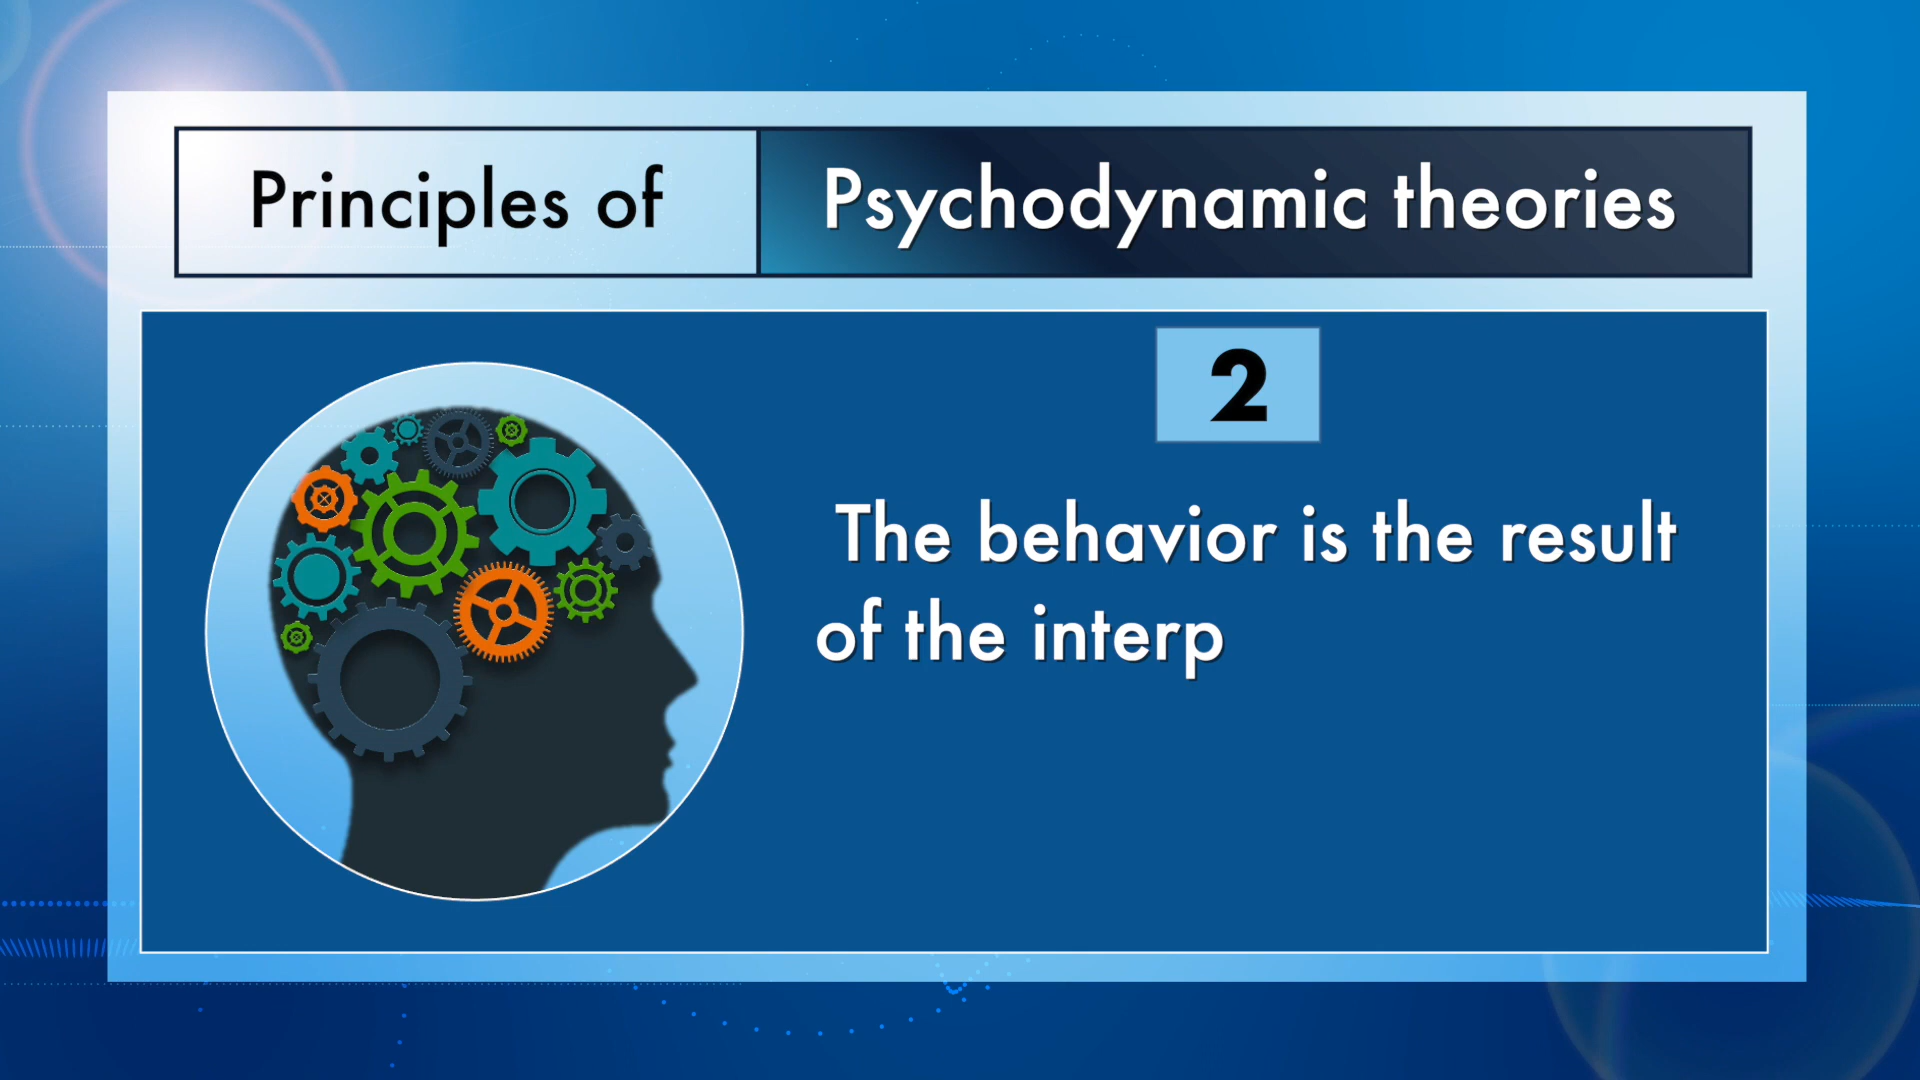 Principles of Psychodynamic theories
2
The behavior is the result
of the interp